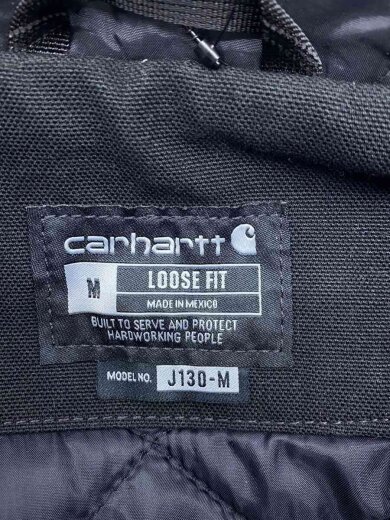 carhartt
M
LOOSE FIT
MADE IN MEXICO
BUILT TO SERVE AND PROTECT
HARDWORKING PEOPLE
MODEL NO. J130-M